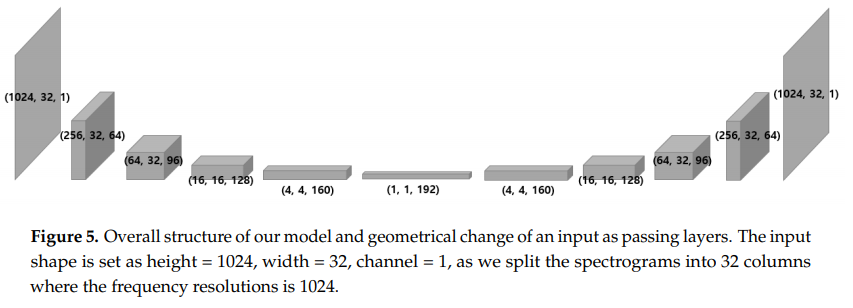 (1024, 32, 1)
(256, 32, 64)
(64, 32, 96)
(16, 16, 128)
(4, 4, 160)
(1, 1, 192)
(4, 4, 160)
(16, 16, 128)
(64, 32, 96)
(256, 32, 64)
(1024, 32, 1)
Figure 5. Overall structure of our model and geometrical change of an input as passing layers. The input
shape is set as height = 1024, width = 32, channel = 1, as we split the spectrograms into 32 columns
where the frequency resolutions is 1024.